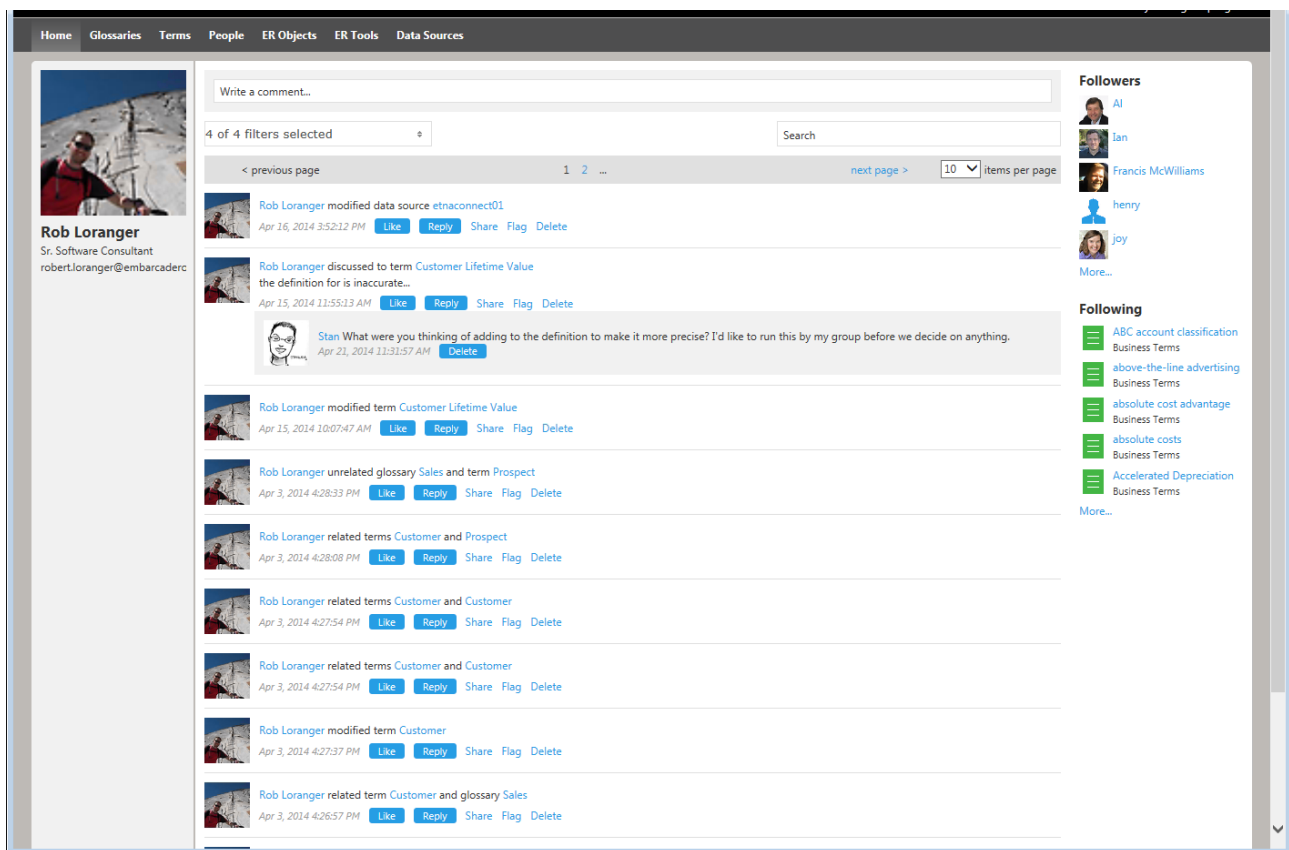 Home Glossaries Terms People ER Objects ER Tools Data Sources
Rob Loranger
Sr. Software Consultant
robert.loranger@embarcaderc
Write a comment...
4 of 4 filters selected
Search
< previous page 1 2 ... next page > 10 items per page
Rob Loranger modified data source etnaconnect01
Apr 16, 2014 3:52:12 PM Like Reply Share Flag Delete
Rob Loranger discussed to term Customer Lifetime Value
the definition for is inaccurate...
Apr 15, 2014 11:55:13 AM Like Reply Share Flag Delete
Stan What were you thinking of adding to the definition to make it more precise? I'd like to run this by my group before we decide on anything.
Apr 21, 2014 11:31:57 AM Delete
Rob Loranger modified term Customer Lifetime Value
Apr 15, 2014 10:07:47 AM Like Reply Share Flag Delete
Rob Loranger unrelated glossary Sales and term Prospect
Apr 3, 2014 4:28:33 PM Like Reply Share Flag Delete
Rob Loranger related terms Customer and Prospect
Apr 3, 2014 4:28:08 PM Like Reply Share Flag Delete
Rob Loranger related terms Customer and Customer
Apr 3, 2014 4:27:54 PM Like Reply Share Flag Delete
Rob Loranger related terms Customer and Customer
Apr 3, 2014 4:27:54 PM Like Reply Share Flag Delete
Rob Loranger modified term Customer
Apr 3, 2014 4:27:37 PM Like Reply Share Flag Delete
Rob Loranger related term Customer and glossary Sales
Apr 3, 2014 4:26:57 PM Like Reply Share Flag Delete
Followers
Al
Ian
Francis McWilliams
henry
joy
More...
Following
ABC account classification
Business Terms
above-the-line advertising
Business Terms
absolute cost advantage
Business Terms
absolute costs
Business Terms
Accelerated Depreciation
Business Terms
More...